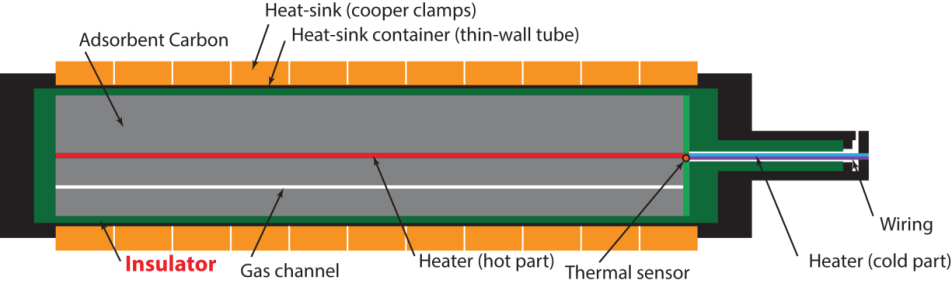 Heat-sink (cooper clamps)
Heat-sink container (thin-wall tube)
Adsorbent Carbon
Wiring
Insulator
Gas channel
Heater (hot part)
Thermal sensor
Heater (cold part)